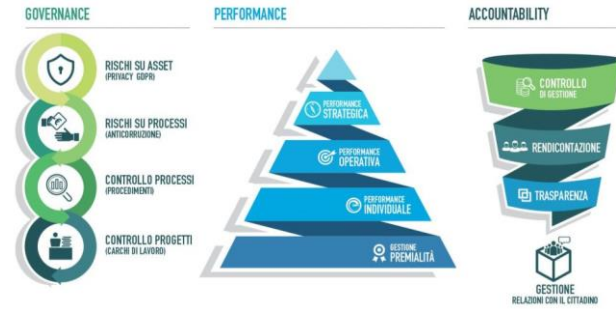 GOVERNANCE
RISCHI SU ASSET
(PRIVACY GDPR)
RISCHI SU PROCESSI
(ANTICORRUZIONE)
CONTROLLO PROCESSI
(PROCEDIMENTI)
CONTROLLO PROGETTI
(CARCHI DI LAVORO)
PERFORMANCE
PERFORMANCE
STRATEGICA
PERFORMANCE
OPERATIVA
PERFORMANCE
INDIVIDUALE
GESTIONE
PREMIALITÀ
ACCOUNTABILITY
CONTROLLO
DI GESTIONE
RENDICONTAZIONE
TRASPARENZA
GESTIONE
RELAZIONI CON IL CITTADINO